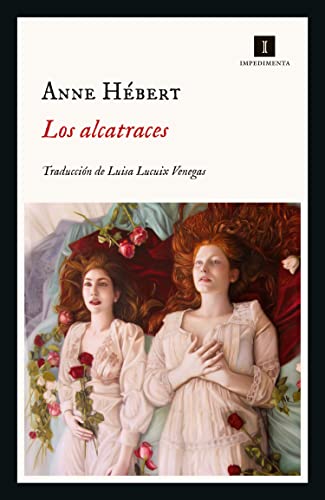 I
IMPEDIMENTA
Anne Hébert
Los alcatraces
Traducción de Luisa Lucuix Venegas